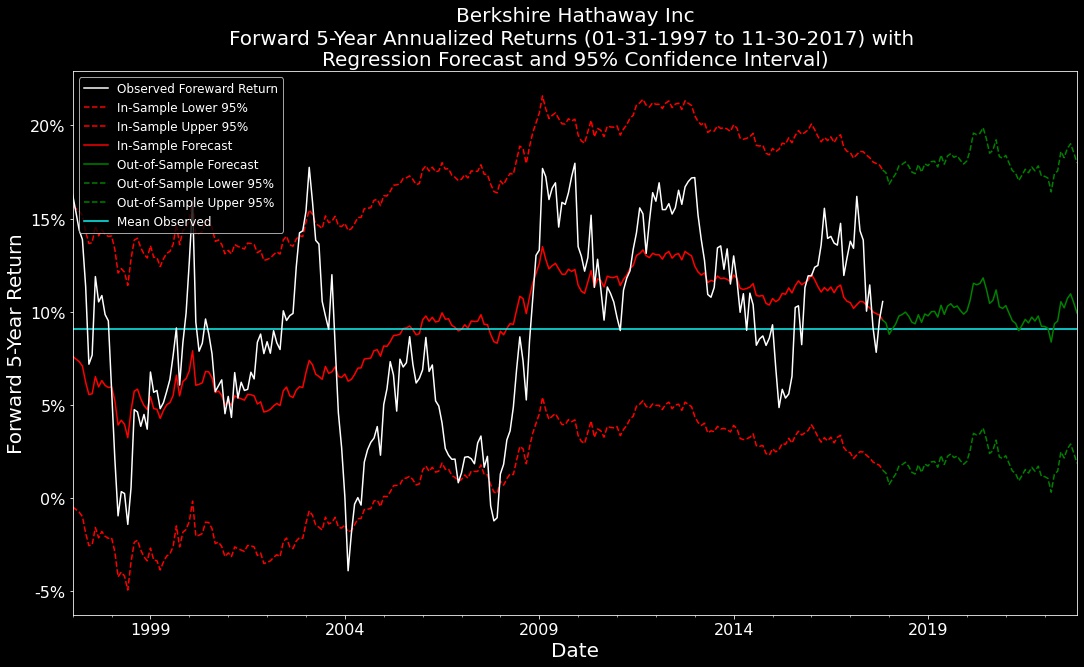 Berkshire Hathaway Inc
Forward 5-Year Annualized Returns (01-31-1997 to 11-30-2017) with
Regression Forecast and 95% Confidence Interval)
Observed Foreward Return
In-Sample Lower 95%
In-Sample Upper 95%
In-Sample Forecast
Out-of-Sample Forecast
Out-of-Sample Lower 95%
Out-of-Sample Upper 95%
Mean Observed
Forward 5-Year Return
20%
15%
10%
5%
0%
-5%
1999 2004 2009 2014 2019
Date